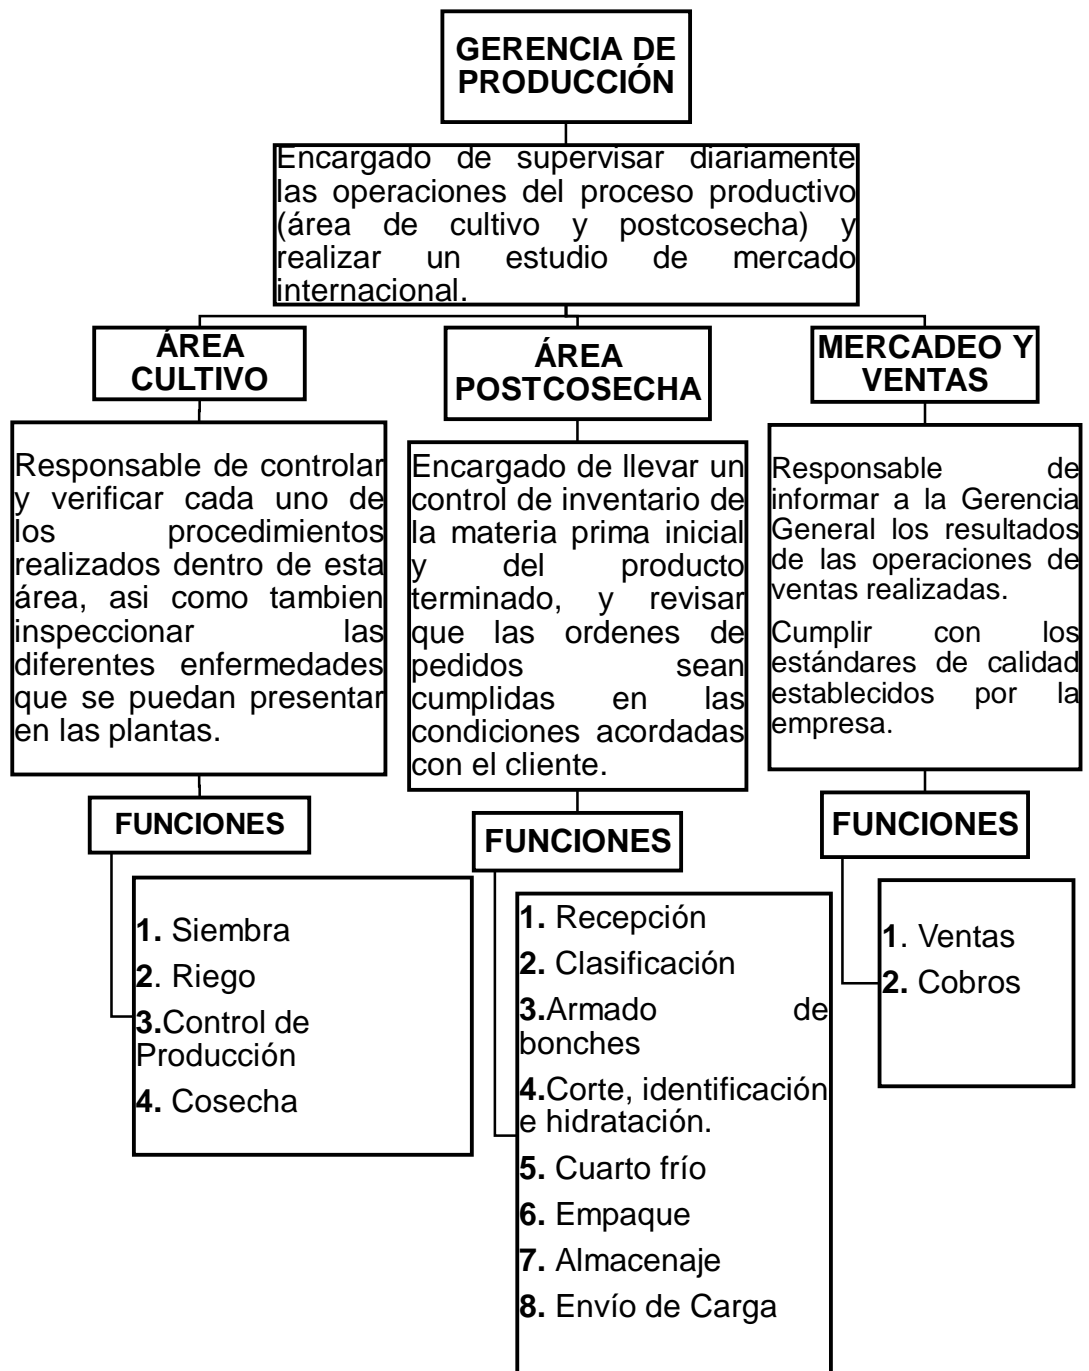 GERENCIA DE
PRODUCCIÓN
Encargado de supervisar diariamente
las operaciones del proceso productivo
(área de cultivo y postcosecha) y
realizar un estudio de mercado
internacional.
ÁREA
CULTIVO
Responsable de controlar
y verificar cada uno de
los procedimientos
realizados dentro de esta
área, asi como tambien
inspeccionar las
diferentes enfermedades
que se puedan presentar
en las plantas.
FUNCIONES
1. Siembra
2. Riego
3.Control de
Producción
4. Cosecha
ÁREA
POSTCOSECHA
Encargado de llevar un
control de inventario de
la materia prima inicial
y del producto
terminado, y revisar
que las ordenes de
pedidos sean
cumplidas en las
condiciones acordadas
con el cliente.
FUNCIONES
1. Recepción
2. Clasificación
3.Armado de
bonches
4.Corte, identificación
e hidratación.
5. Cuarto frío
6. Empaque
7. Almacenaje
8. Envío de Carga
MERCADEO Y
VENTAS
Responsable de
informar a la Gerencia
General los resultados
de las operaciones de
ventas realizadas.
Cumplir con los
estándares de calidad
establecidos por la
empresa.
FUNCIONES
1. Ventas
2. Cobros